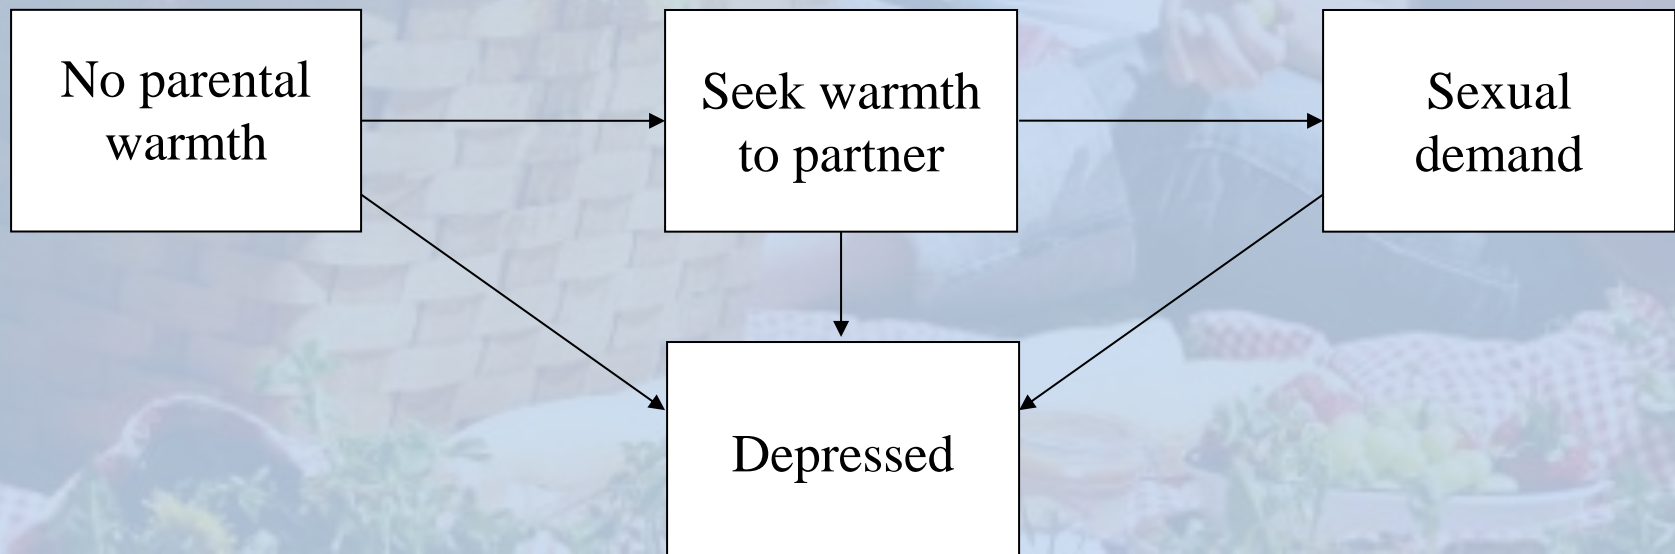 No parental
warmth
Seek warmth
to partner
Sexual
demand
Depressed